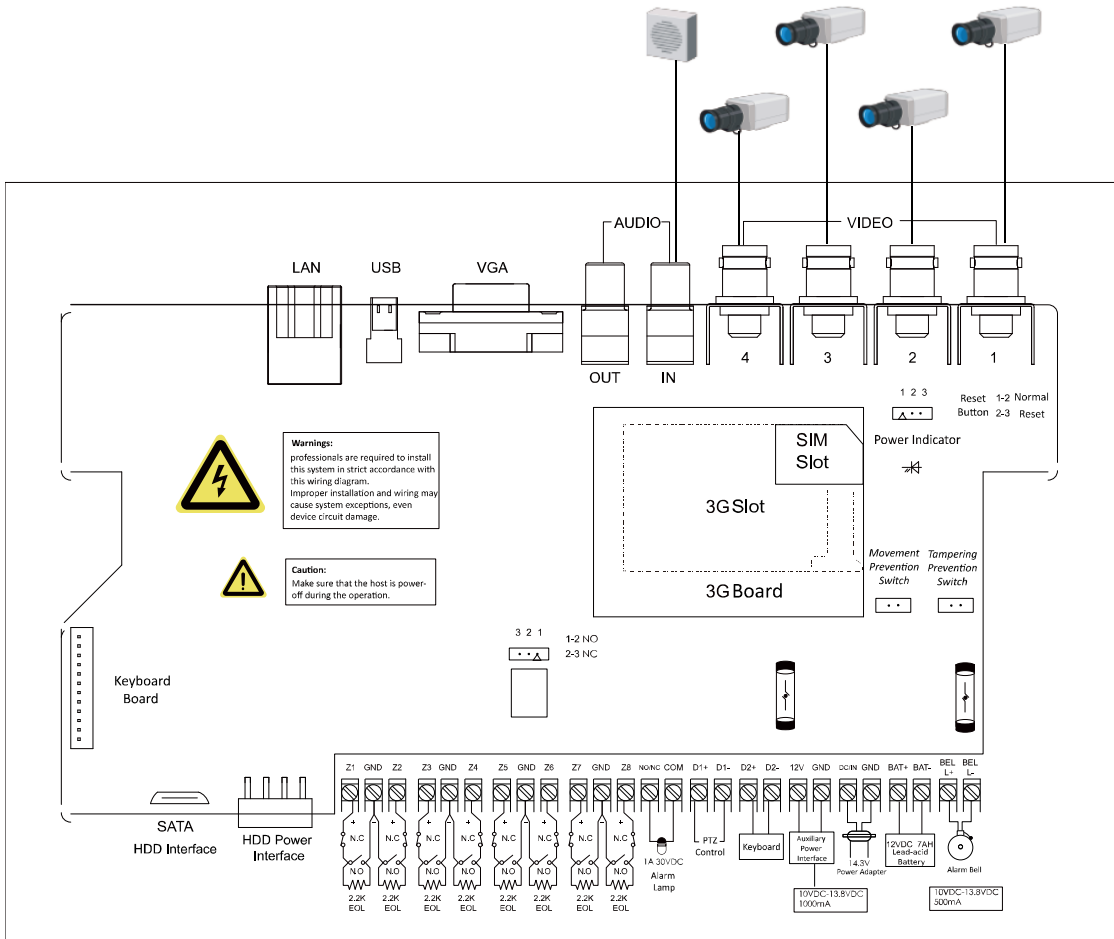 AUDIO
VIDEO
LAN
USB
VGA
OUT
IN
4
3
2
1
1 2 3
Reset 1-2 Normal
Button 2-3 Reset
Power Indicator
Warnings:
professionals are required to install
this system in strict accordance with
this wiring diagram.
Improper installation and wiring may
cause system exceptions, even
device circuit damage.
SIM
Slot
3G Slot
3G Board
Caution:
Make sure that the host is power-
off during the operation.
Movement
Prevention
Switch
Tampering
Prevention
Switch
3 2 1
1-2 NO
2-3 NC
Keyboard
Board
SATA
HDD Interface
HDD Power
Interface
Z1 GND Z2 Z3 GND Z4 Z5 GND Z6 Z7 GND Z8 NO/NC COM D1+ D1- D2+ D2- 12V GND DC/IN GND BAT+ BAT- BEL L+ BEL L-
+ - + + - + + - + + - +
N.C N.C N.C N.C N.C N.C N.C N.C
N.O N.O N.O N.O N.O N.O N.O N.O
2.2K 2.2K 2.2K 2.2K 2.2K 2.2K 2.2K 2.2K
EOL EOL EOL EOL EOL EOL EOL EOL
1A 30VDC
Alarm
Lamp
PTZ
Control
Keyboard
Auxiliary
Power
Interface
10VDC-13.8VDC
1000mA
14.3V
Power Adapter
12VDC 7AH
Lead-acid
Battery
Alarm Bell
10VDC-13.8VDC
500mA